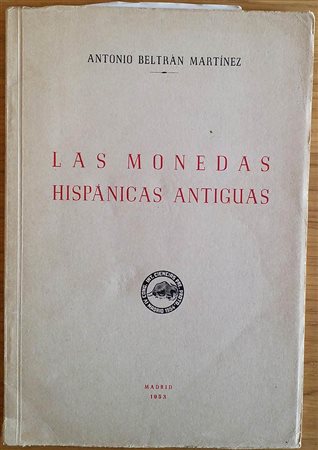 ANTONIO BELTRÁN MARTÍNEZ
LAS MONEDAS
HISPÁNICAS ANTIGUAS
MADRID
1953